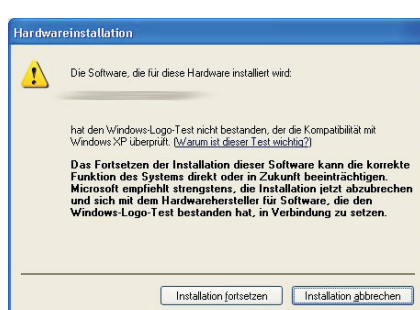 Hardwareinstallation
Die Software, die für diese Hardware installiert wird:
hat den Windows-Logo-Test nicht bestanden, der die Kompatibilität mit
Windows XP überprüft. (Warum ist dieser Test wichtig?)
Das Fortsetzen der Installation dieser Software kann die korrekte
Funktion des Systems direkt oder in Zukunft beeinträchtigen.
Microsoft empfiehlt strengstens, die Installation jetzt abzubrechen
und sich mit dem Hardwarehersteller für Software, die den
Windows-Logo-Test bestanden hat, in Verbindung zu setzen.
Installation fortsetzen
Installation abbrechen